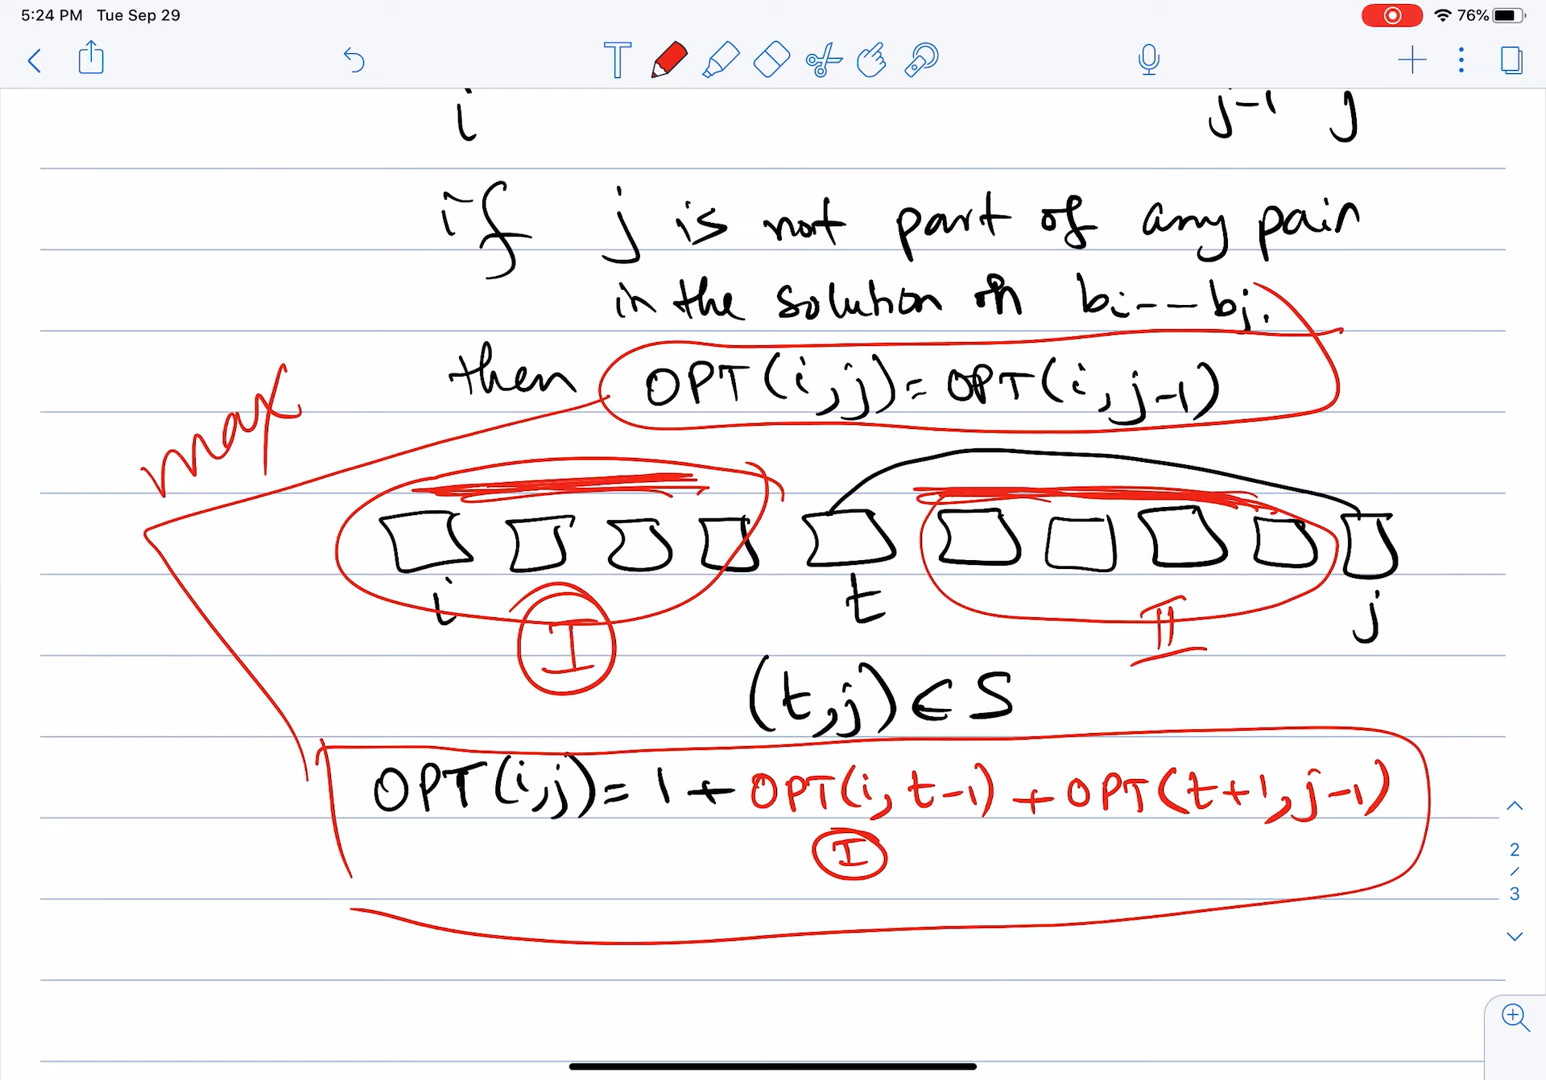 5:24 PM Tue Sep 29
76%
T
i j-1 j
if j is not part of any pair
in the solution on bi--bj.
then OPT(i,j)=OPT(i,j-1)
max
i t j
I II
(t,j)∈S
OPT(i,j)=1+OPT(i,t-1)+OPT(t+1,j-1)
I
2
/
3